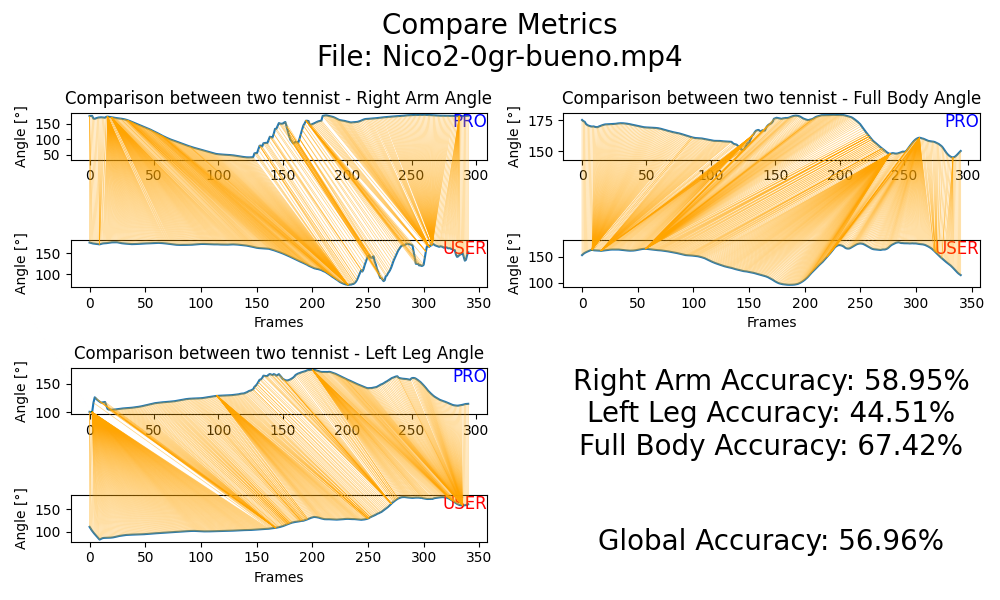 Compare Metrics
File: Nico2-0gr-bueno.mp4
Comparison between two tennist - Right Arm Angle
Angle [°]
150
100
50
PRO
0 50 100 150 200 250 300
Angle [°]
150
100
USER
0 50 100 150 200 250 300 350
Frames
Comparison between two tennist - Full Body Angle
Angle [°]
175
150
PRO
0 50 100 150 200 250 300
Angle [°]
150
100
USER
0 50 100 150 200 250 300 350
Frames
Comparison between two tennist - Left Leg Angle
Angle [°]
150
100
PRO
0 50 100 150 200 250 300
Angle [°]
150
100
USER
0 50 100 150 200 250 300 350
Frames
Right Arm Accuracy: 58.95%
Left Leg Accuracy: 44.51%
Full Body Accuracy: 67.42%
Global Accuracy: 56.96%